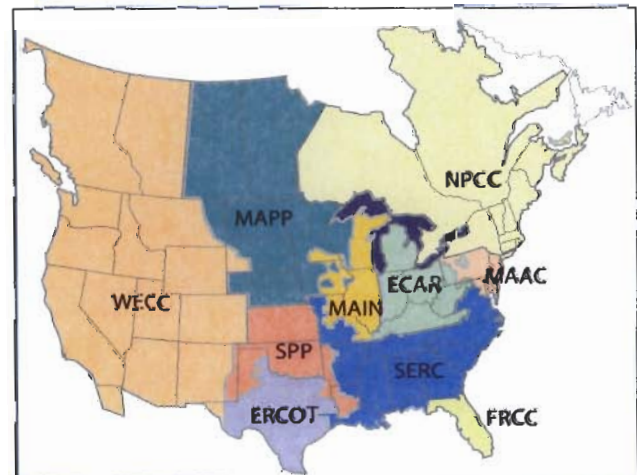 NPCC
MAPP
MAAC
ECAR
WECC
MAIN
SPP
SERC
ERCOT
FRCC